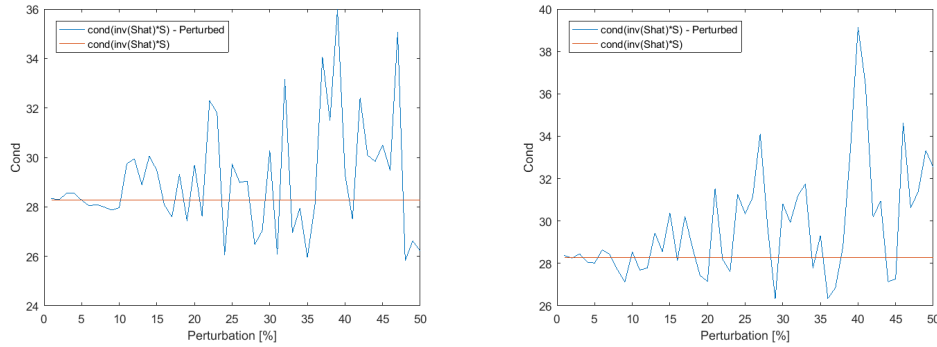 36
34
32
30
28
26
24
Cond
cond(inv(Shat)*S) - Perturbed
cond(inv(Shat)*S)
0 5 10 15 20 25 30 35 40 45 50
Perturbation [%]
40
38
36
34
32
30
28
26
Cond
cond(inv(Shat)*S) - Perturbed
cond(inv(Shat)*S)
0 5 10 15 20 25 30 35 40 45 50
Perturbation [%]